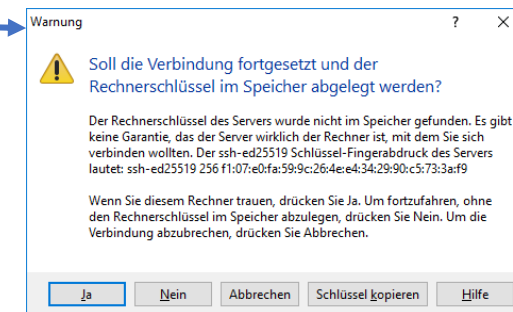 Warnung
Soll die Verbindung fortgesetzt und der
Rechnerschlüssel im Speicher abgelegt werden?
Der Rechnerschlüssel des Servers wurde nicht im Speicher gefunden. Es gibt
keine Garantie, das der Server wirklich der Rechner ist, mit dem Sie sich
verbinden wollten. Der ssh-ed25519 Schlüssel-Fingerabdruck des Servers
lautet: ssh-ed25519 256 f1:07:e0:fa:59:9c:26:4e:e4:34:29:90:c5:73:3a:f9
Wenn Sie diesem Rechner trauen, drücken Sie Ja. Um fortzufahren, ohne
den Rechnerschlüssel im Speicher abzulegen, drücken Sie Nein. Um die
Verbindung abzubrechen, drücken Sie Abbrechen.
Ja Nein Abbrechen Schlüssel kopieren Hilfe